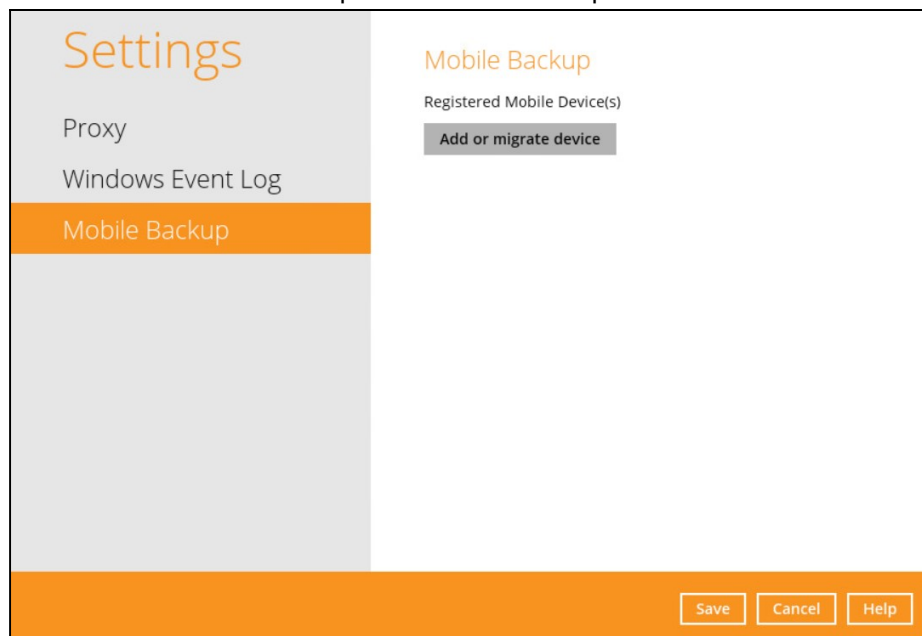 Settings
Proxy
Windows Event Log
Mobile Backup
Mobile Backup
Registered Mobile Device(s)
Add or migrate device
Save
Cancel
Help